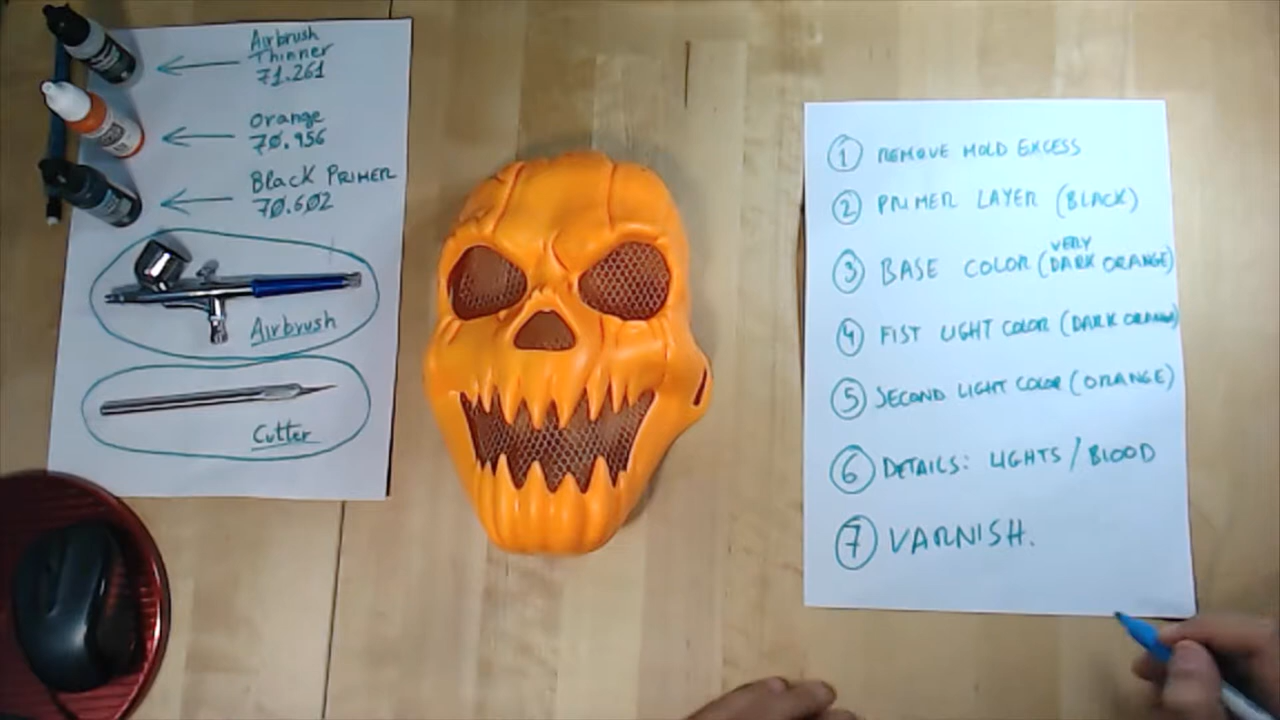 Airbrush
Thinner
71.261
Orange
70.956
Black PRIMER
70.602
Airbrush
Cutter
1 REMOVE MOLD EXCESS
2 PRIMER LAYER (BLACK)
3 BASE COLOR (VERY DARK ORANGE)
4 FIST LIGHT COLOR (DARK ORANGE)
5 SECOND LIGHT COLOR (ORANGE)
6 DETAILS: LIGHTS / BLOOD
7 VARNISH.